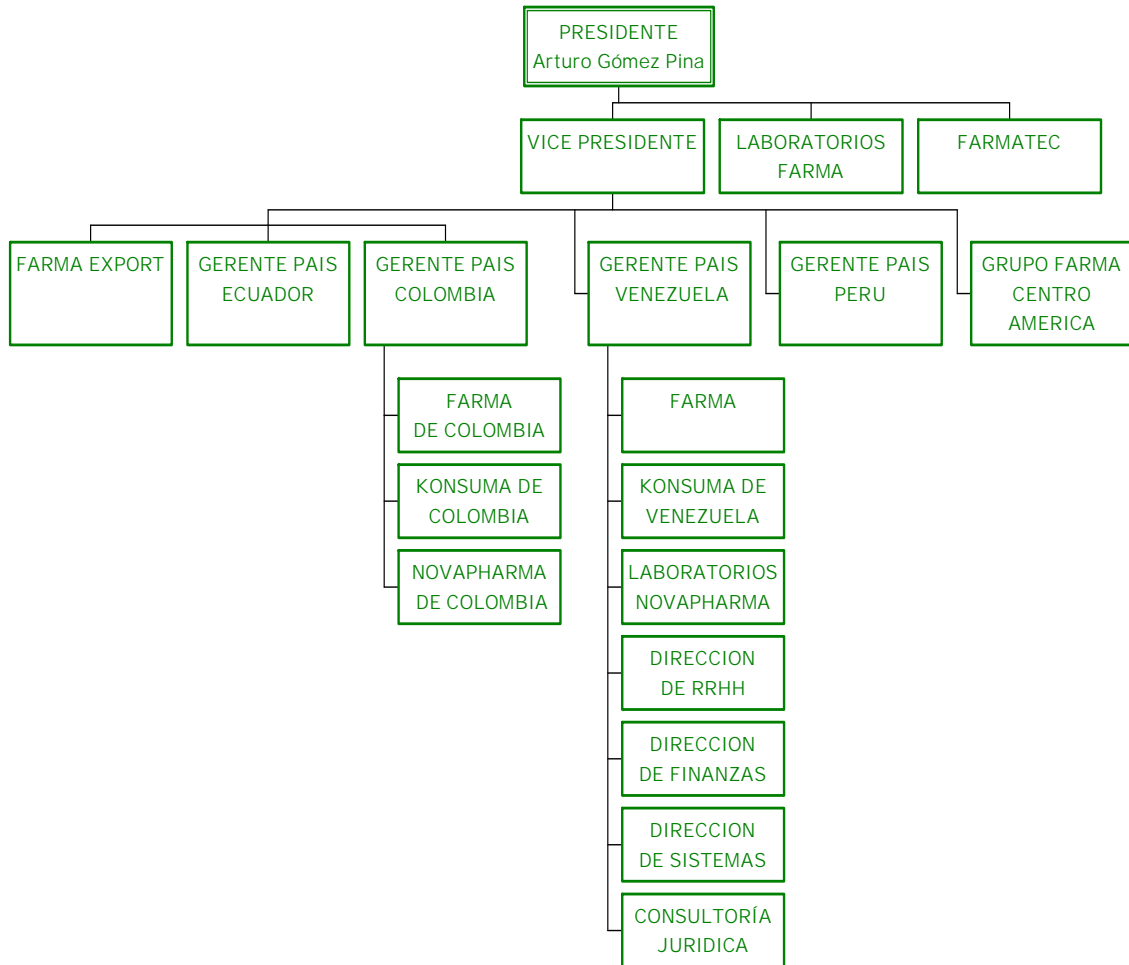 PRESIDENTE
Arturo Gómez Pina
VICE PRESIDENTE
LABORATORIOS
FARMA
FARMATEC
FARMA EXPORT
GERENTE PAIS
ECUADOR
GERENTE PAIS
COLOMBIA
GERENTE PAIS
VENEZUELA
GERENTE PAIS
PERU
GRUPO FARMA
CENTRO
AMERICA
FARMA
DE COLOMBIA
KONSUMA DE
COLOMBIA
NOVAPHARMA
DE COLOMBIA
FARMA
KONSUMA DE
VENEZUELA
LABORATORIOS
NOVAPHARMA
DIRECCION
DE RRHH
DIRECCION
DE FINANZAS
DIRECCION
DE SISTEMAS
CONSULTORÍA
JURIDICA